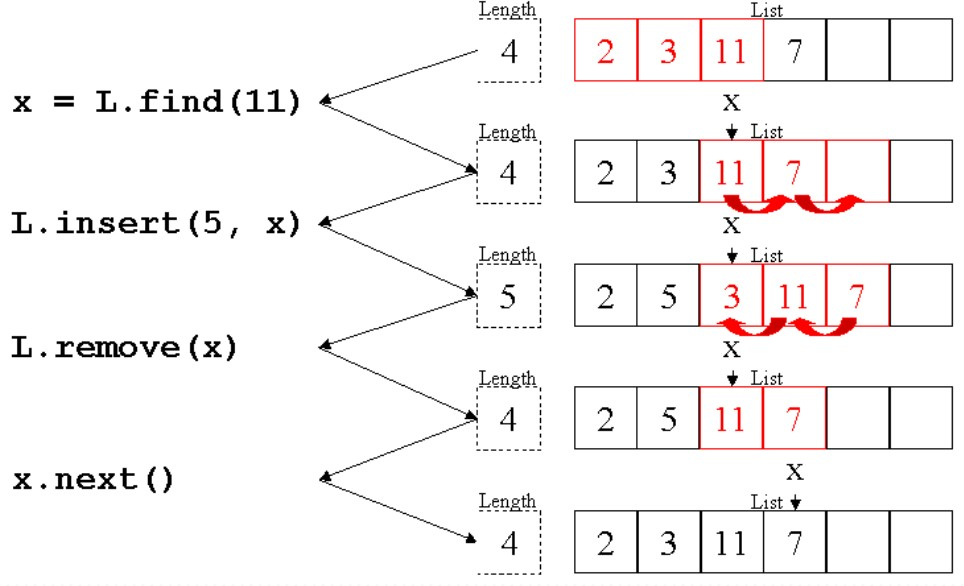 Length List
4 2 3 11 7
x = L.find(11) X
Length List
4 2 3 11 7
L.insert(5, x) X
Length List
5 2 5 3 11 7
L.remove(x) X
Length List
4 2 5 11 7
x.next() X
Length List
4 2 3 11 7